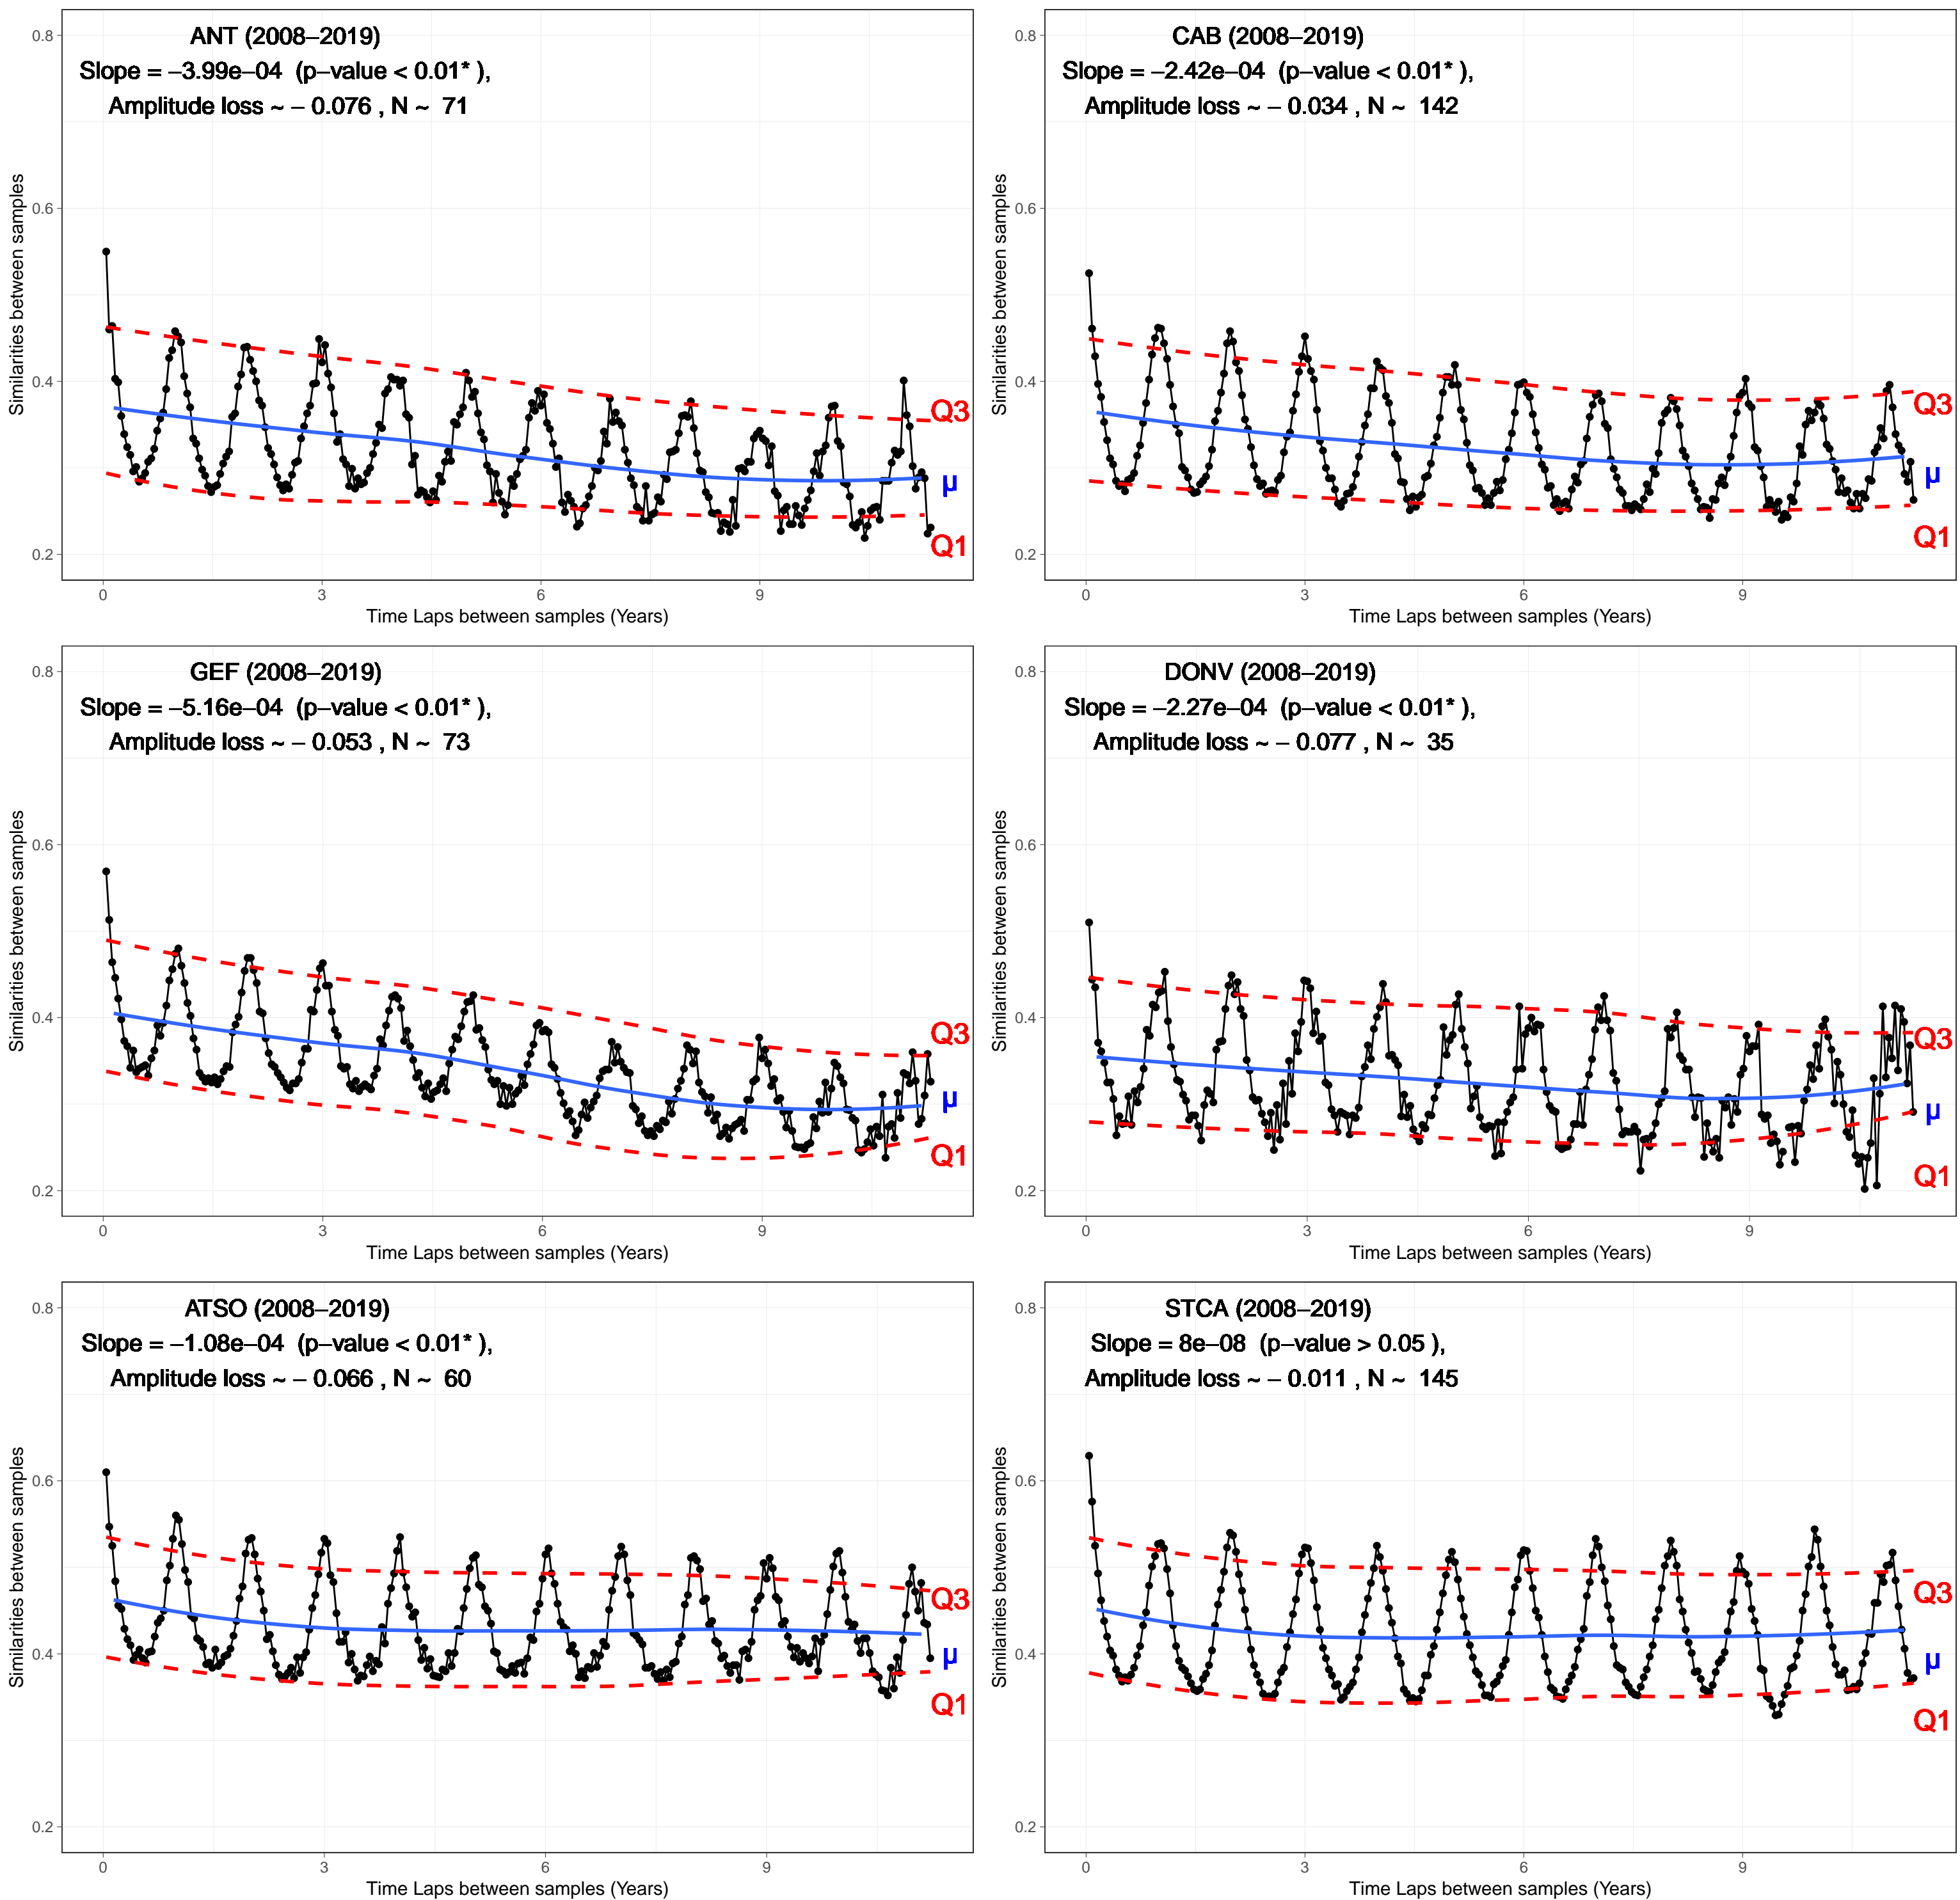 ANT (2008–2019)
Slope = −3.99e−04 (p−value < 0.01* ),
Amplitude loss ~ − 0.076 , N ~ 71
Similarities between samples
0.8
0.6
0.4
0.2
Q3
µ
Q1
0 3 6 9
Time Laps between samples (Years)
CAB (2008–2019)
Slope = −2.42e−04 (p−value < 0.01* ),
Amplitude loss ~ − 0.034 , N ~ 142
Similarities between samples
0.8
0.6
0.4
0.2
Q3
µ
Q1
0 3 6 9
Time Laps between samples (Years)
GEF (2008–2019)
Slope = −5.16e−04 (p−value < 0.01* ),
Amplitude loss ~ − 0.053 , N ~ 73
Similarities between samples
0.8
0.6
0.4
0.2
Q3
µ
Q1
0 3 6 9
Time Laps between samples (Years)
DONV (2008–2019)
Slope = −2.27e−04 (p−value < 0.01* ),
Amplitude loss ~ − 0.077 , N ~ 35
Similarities between samples
0.8
0.6
0.4
0.2
Q3
µ
Q1
0 3 6 9
Time Laps between samples (Years)
ATSO (2008–2019)
Slope = −1.08e−04 (p−value < 0.01* ),
Amplitude loss ~ − 0.066 , N ~ 60
Similarities between samples
0.8
0.6
0.4
0.2
Q3
µ
Q1
0 3 6 9
Time Laps between samples (Years)
STCA (2008–2019)
Slope = 8e−08 (p−value > 0.05 ),
Amplitude loss ~ − 0.011 , N ~ 145
Similarities between samples
0.8
0.6
0.4
0.2
Q3
µ
Q1
0 3 6 9
Time Laps between samples (Years)